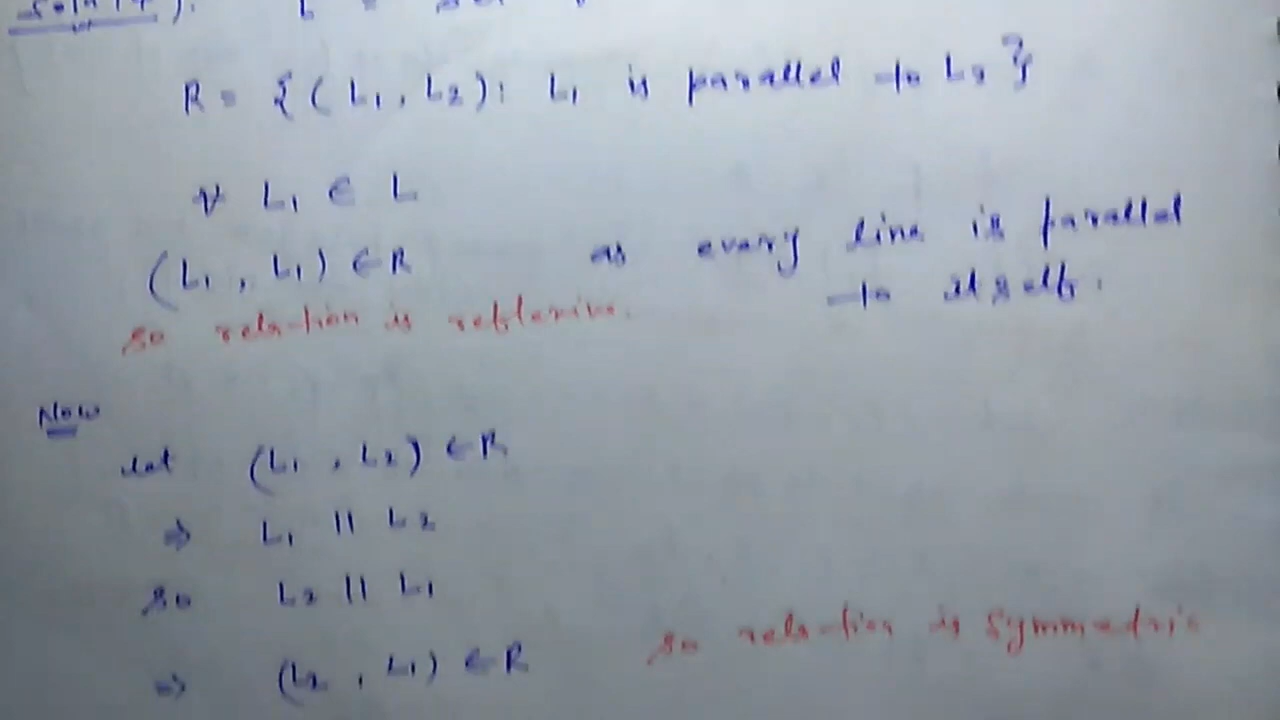 R = { ( L1 , L2 ) : L1 is parallel to L2 }
∀ L1 ∈ L
( L1 , L1 ) ∈ R as every line is parallel
to itself.
so relation is reflexive.
Now
let ( L1 , L2 ) ∈ R
⇒ L1 || L2
so L2 || L1
⇒ ( L2 , L1 ) ∈ R so relation is symmetric